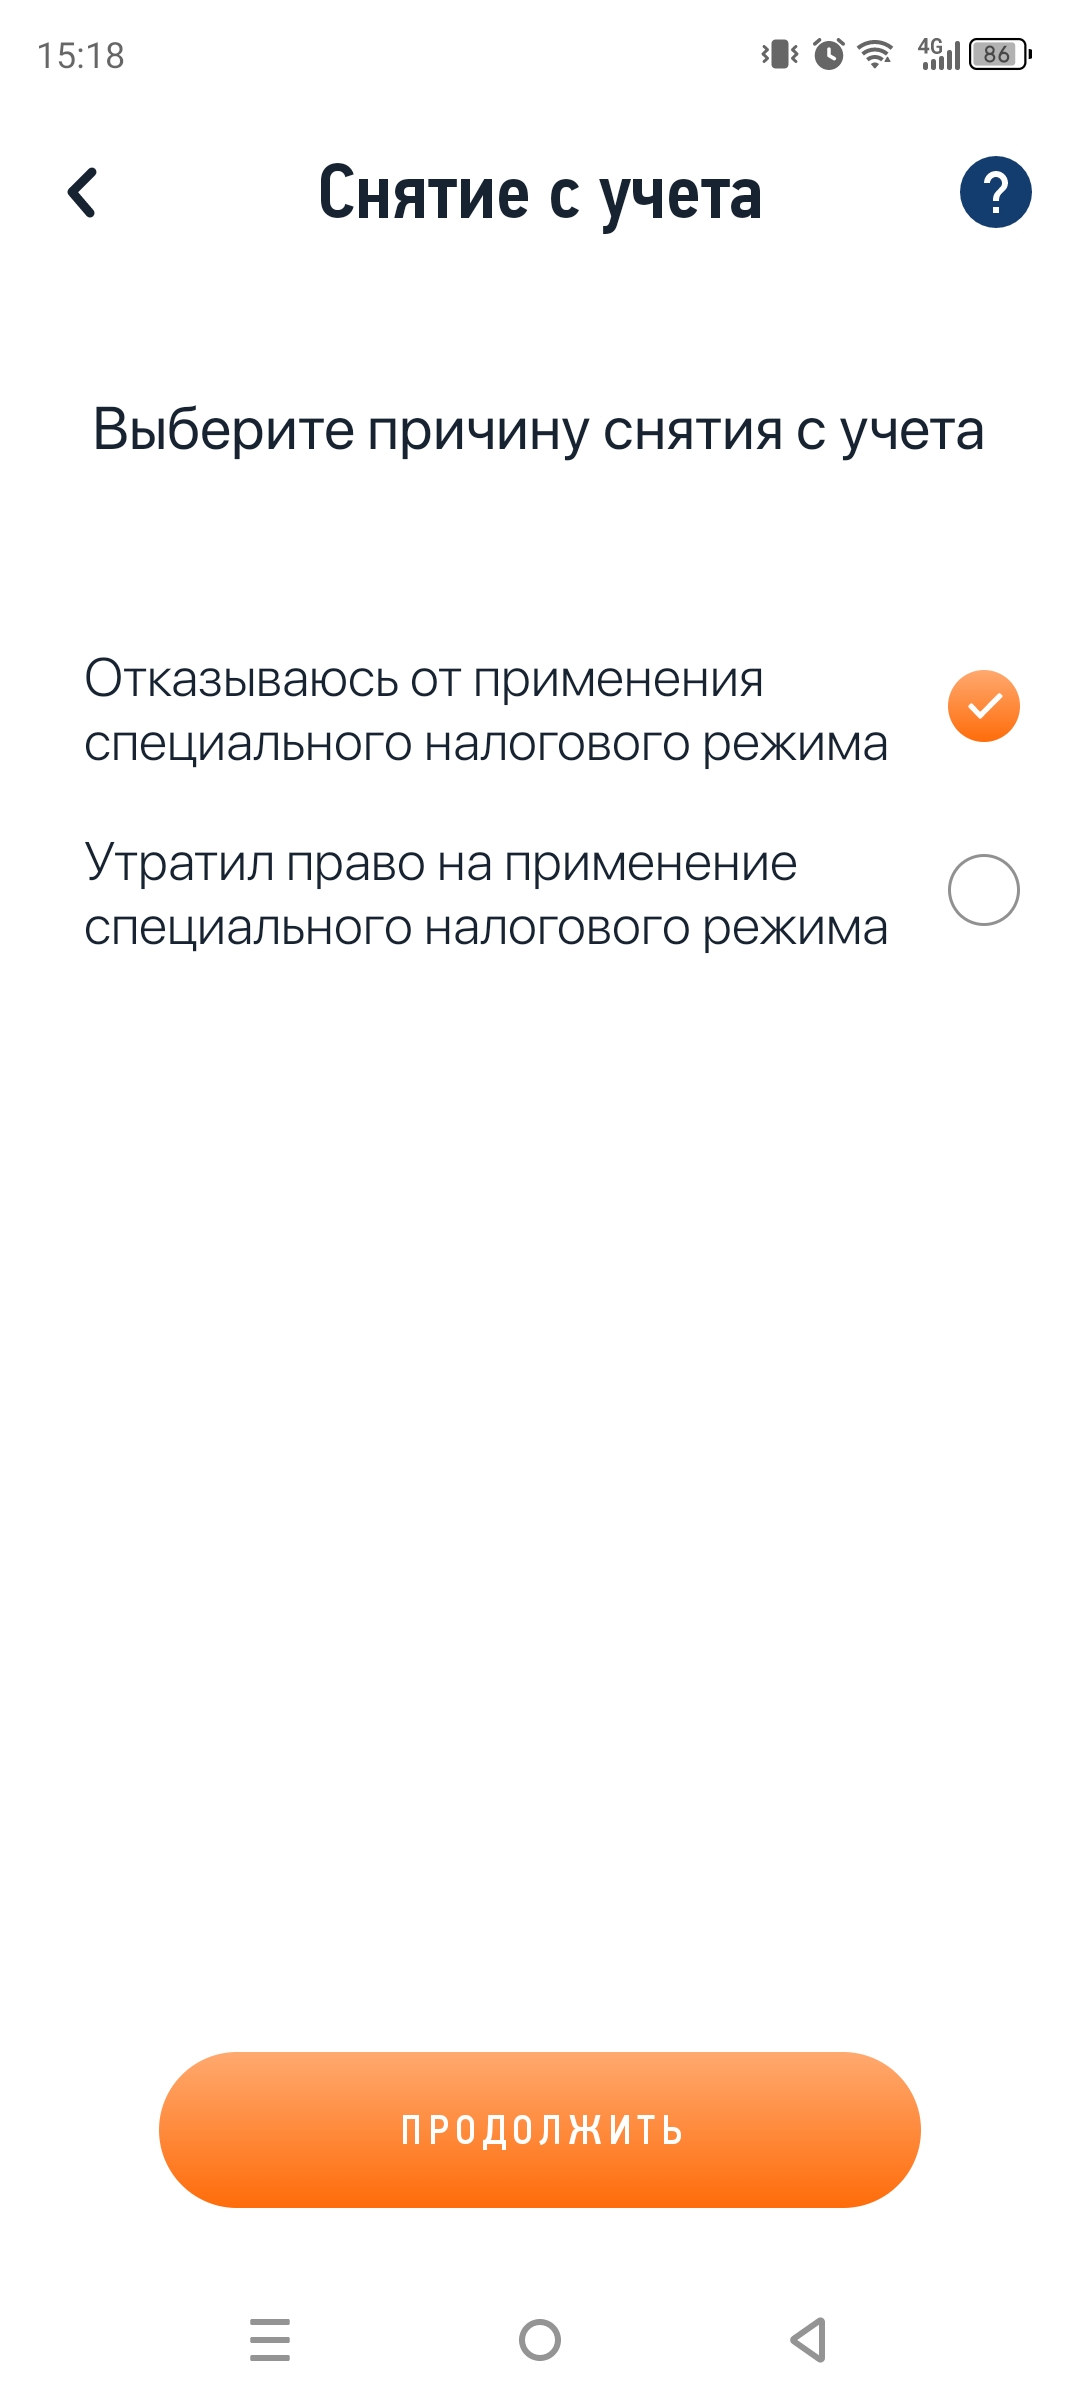 15:18
4G
86
Снятие с учета
?
Выберите причину снятия с учета
Отказываюсь от применения
специального налогового режима
Утратил право на применение
специального налогового режима
ПРОДОЛЖИТЬ